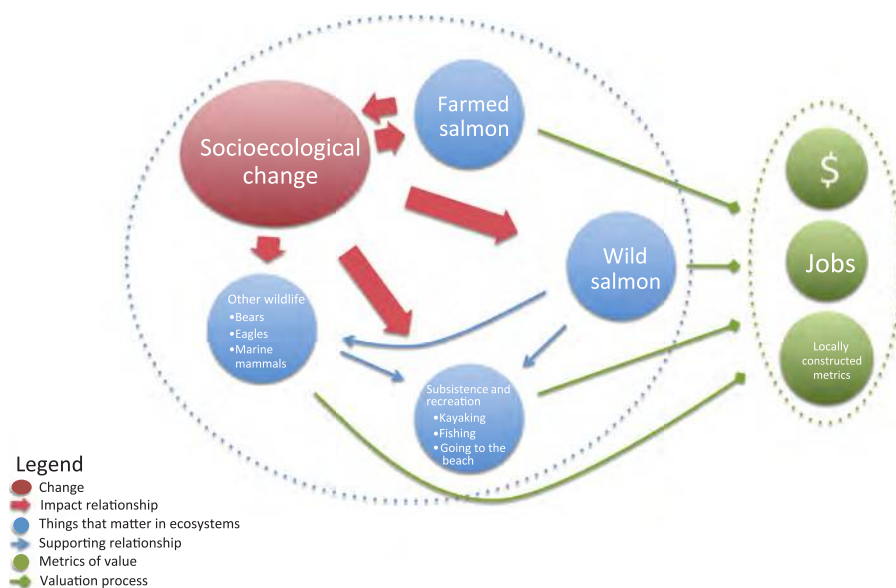 Socioecological
change
Farmed
salmon
Wild
salmon
Other wildlife
•Bears
•Eagles
•Marine
mammals
Subsistence and
recreation
•Kayaking
•Fishing
•Going to the
beach
$
Jobs
Locally
constructed
metrics
Legend
Change
Impact relationship
Things that matter in ecosystems
Supporting relationship
Metrics of value
Valuation process